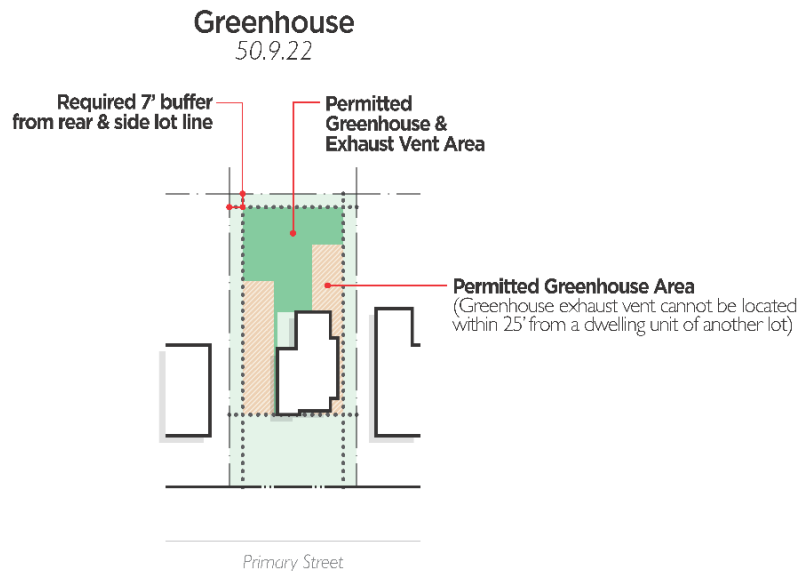 Greenhouse
50.9.22
Required 7' buffer
from rear & side lot line
Permitted
Greenhouse &
Exhaust Vent Area
Permitted Greenhouse Area
(Greenhouse exhaust vent cannot be located
within 25' from a dwelling unit of another lot)
Primary Street